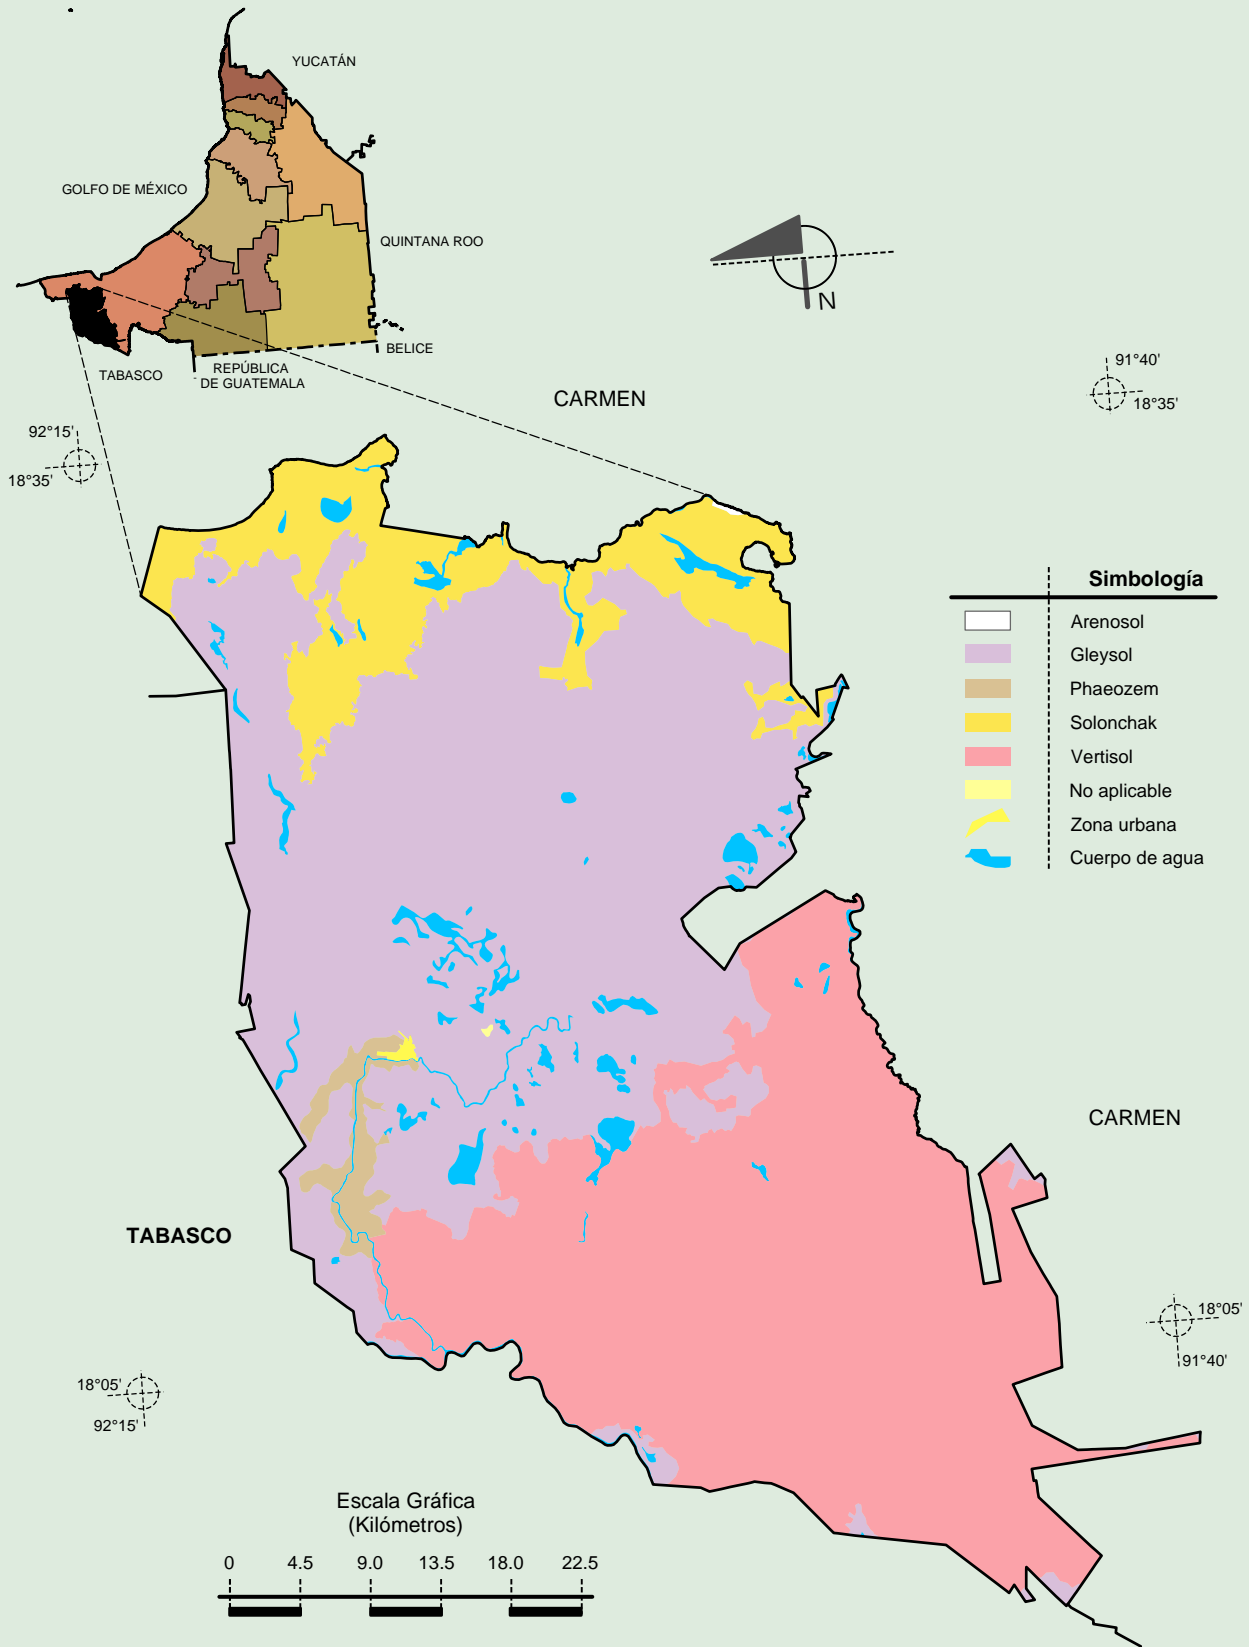 YUCATÁN
GOLFO DE MÉXICO
QUINTANA ROO
BELICE
TABASCO
REPÚBLICA
DE GUATEMALA
N
CARMEN
91°40'
18°35'
92°15'
18°35'
Simbología
Arenosol
Gleysol
Phaeozem
Solonchak
Vertisol
No aplicable
Zona urbana
Cuerpo de agua
CARMEN
TABASCO
18°05'
91°40'
18°05'
92°15'
Escala Gráfica
(Kilómetros)
0 4.5 9.0 13.5 18.0 22.5